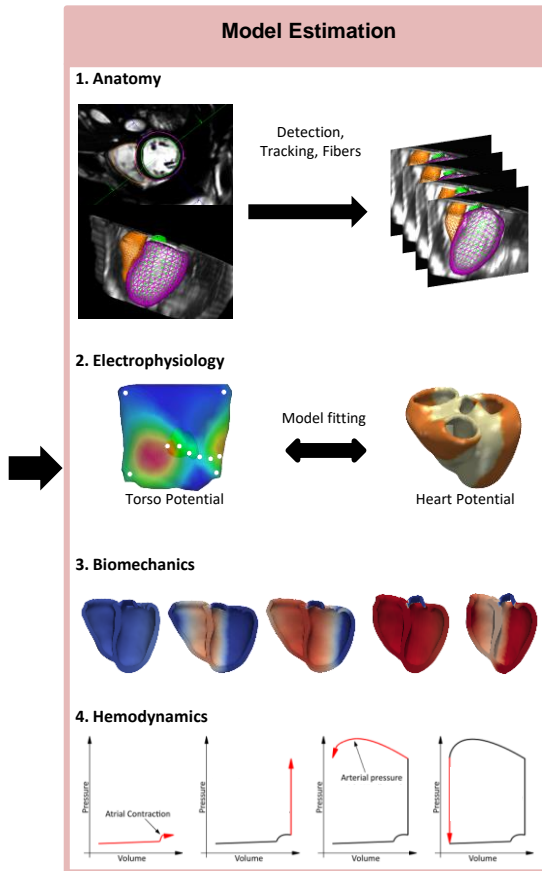 Model Estimation
1. Anatomy
Detection,
Tracking, Fibers
2. Electrophysiology
Model fitting
Torso Potential
Heart Potential
3. Biomechanics
4. Hemodynamics
Pressure
Atrial Contraction
Volume
Pressure
Volume
Pressure
Arterial pressure
Volume
Pressure
Volume